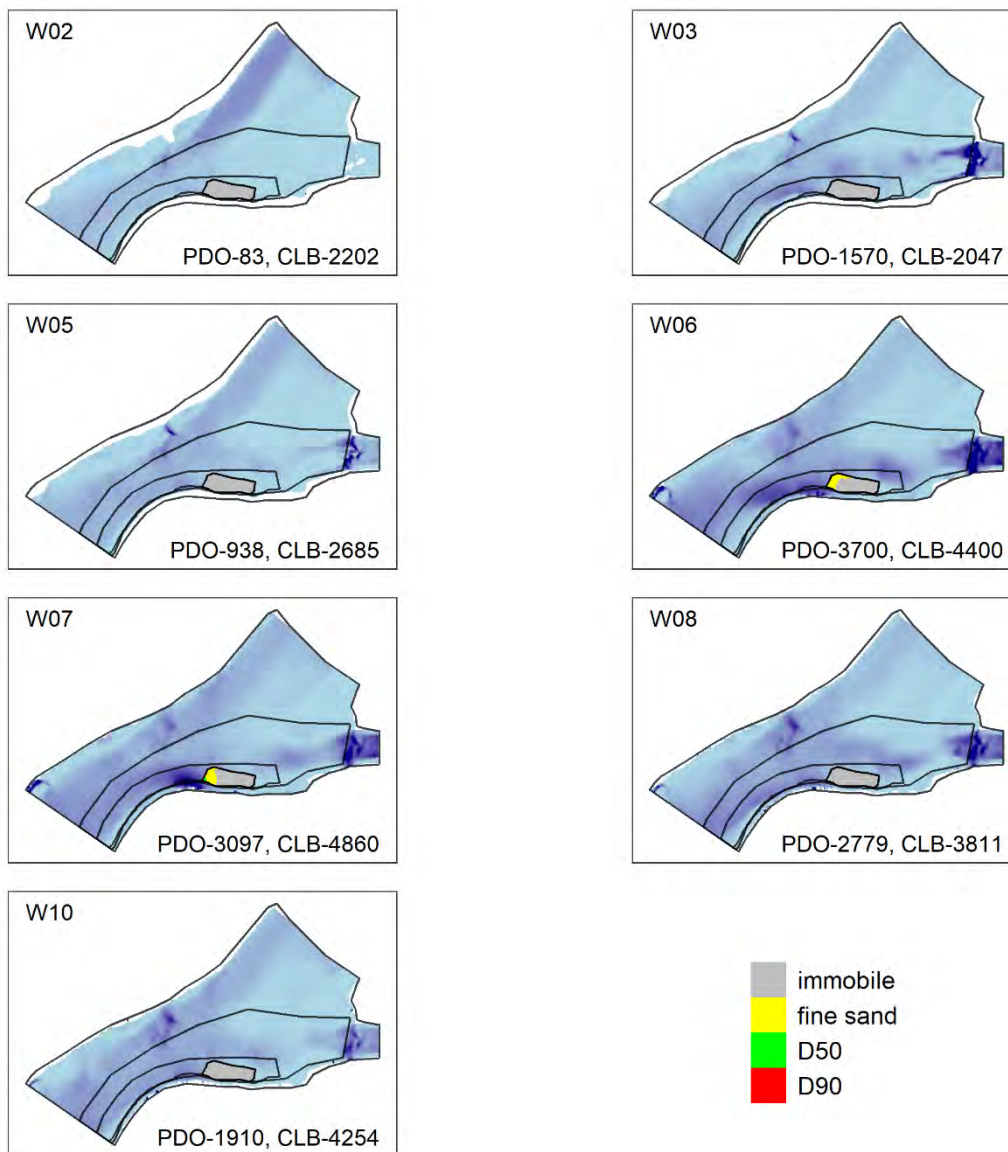 W02
PDO-83, CLB-2202
W03
PDO-1570, CLB-2047
W05
PDO-938, CLB-2685
W06
PDO-3700, CLB-4400
W07
PDO-3097, CLB-4860
W08
PDO-2779, CLB-3811
W10
PDO-1910, CLB-4254
immobile
fine sand
D50
D90